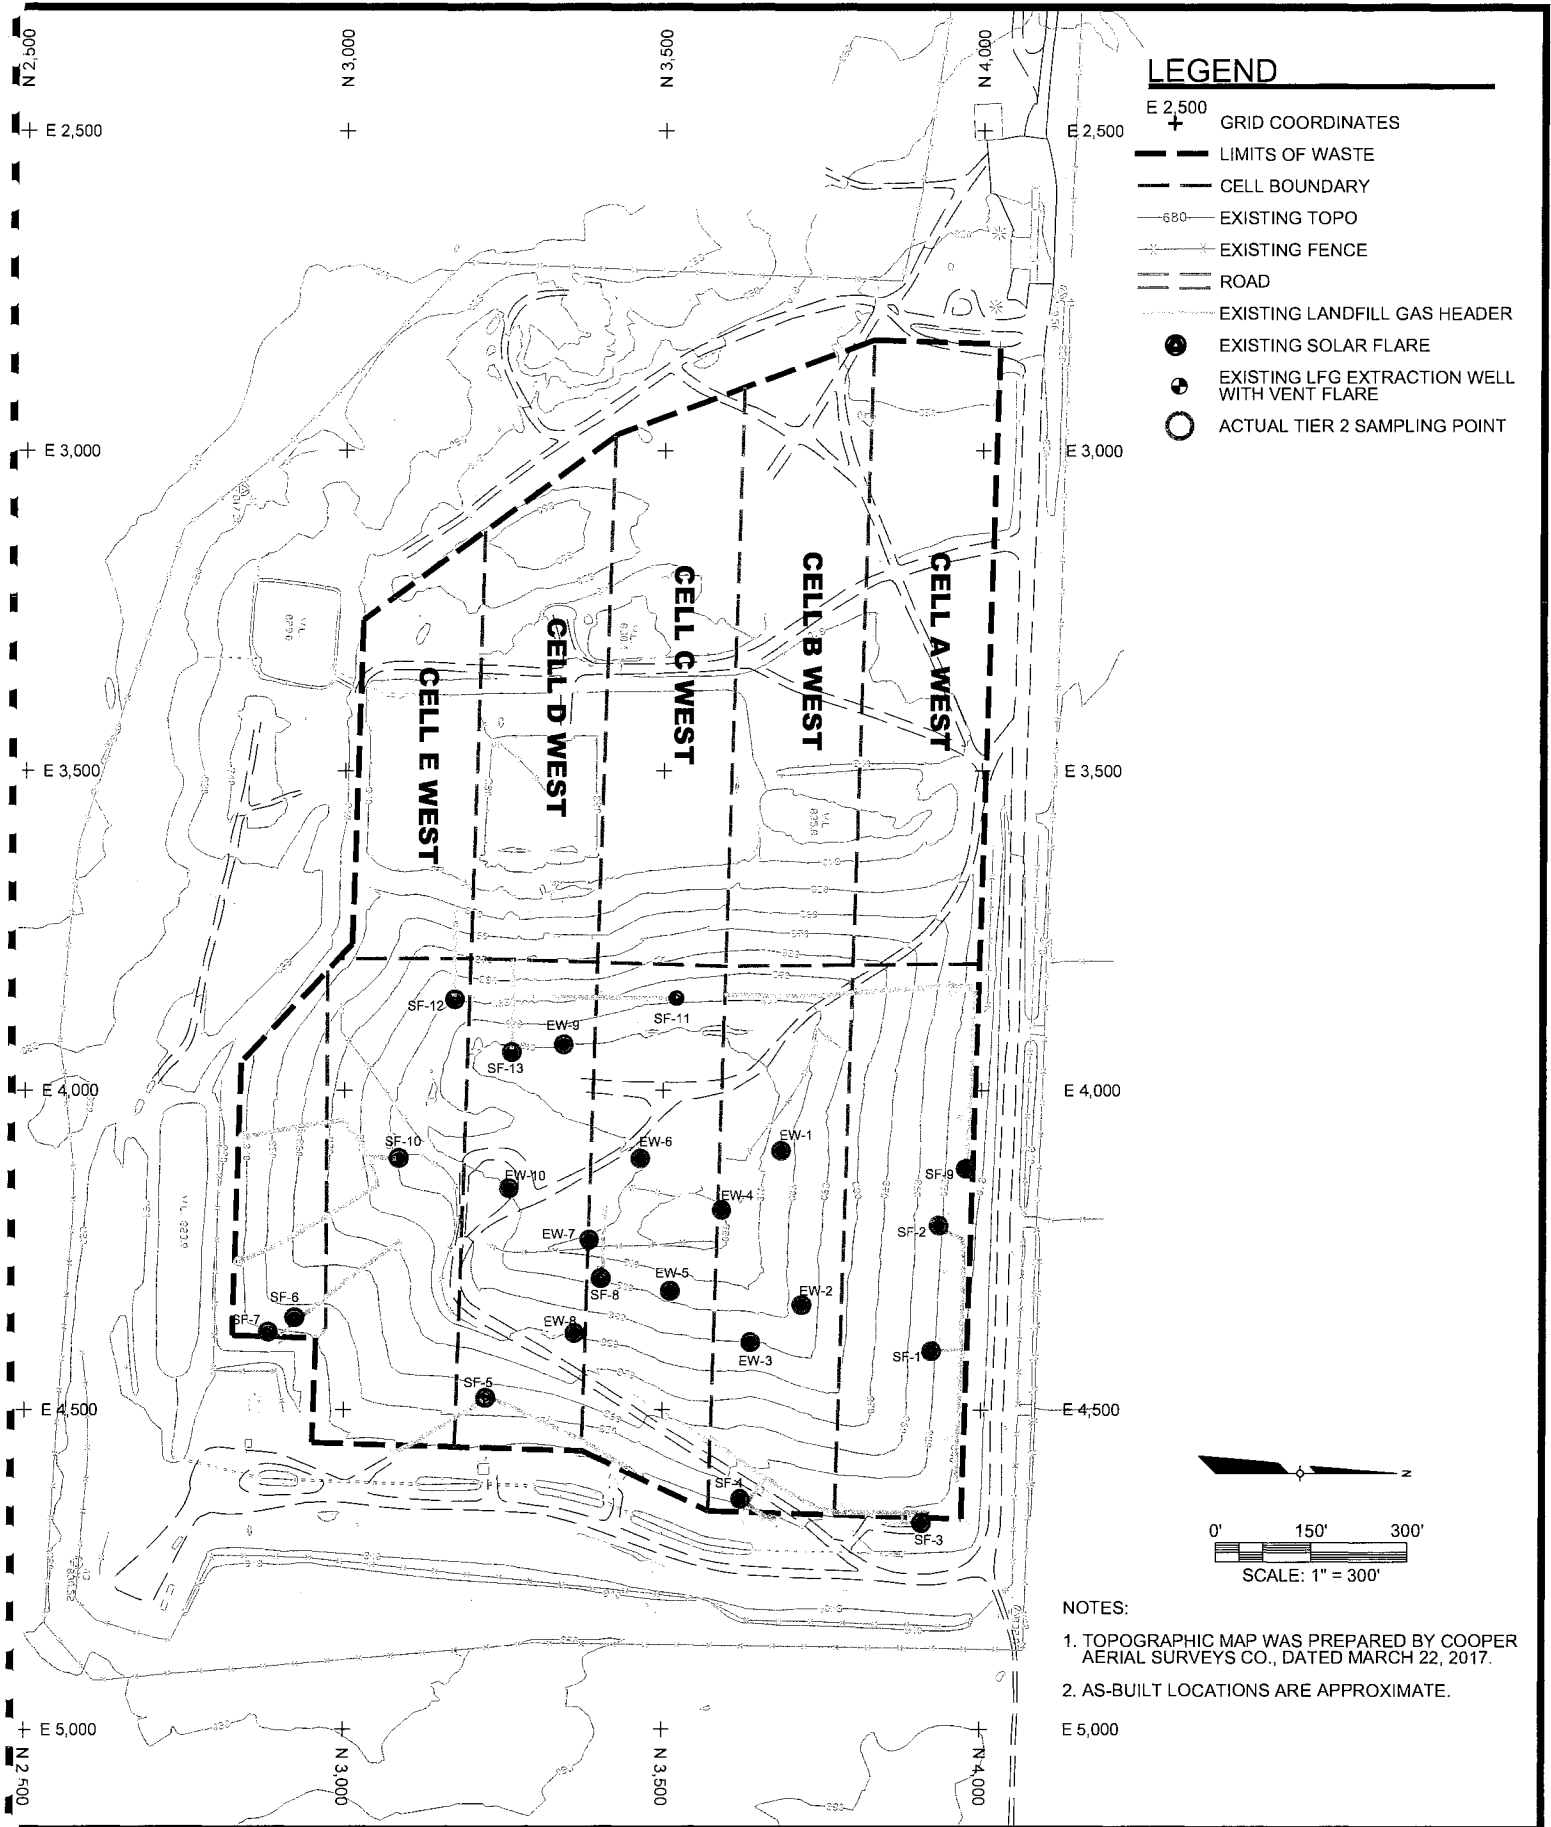 N 2,500
N 3,000
N 3,500
N 4,000
LEGEND
E 2,500
GRID COORDINATES
LIMITS OF WASTE
CELL BOUNDARY
680
EXISTING TOPO
EXISTING FENCE
ROAD
EXISTING LANDFILL GAS HEADER
EXISTING SOLAR FLARE
EXISTING LFG EXTRACTION WELL
WITH VENT FLARE
ACTUAL TIER 2 SAMPLING POINT
E 2,500
E 2,500
E 3,000
E 3,000
CELL A WEST
CELL B WEST
CELL C WEST
CELL D WEST
CELL E WEST
E 3,500
E 3,500
SF-12
SF-11
EW-9
SF-13
E 4,000
E 4,000
SF-10
EW-6
EW-1
SF-9
EW-10
EW-4
SF-2
EW-7
SF-8
EW-5
EW-2
SF-6
SF-7
EW-8
EW-3
SF-1
SF-5
E 4,500
E 4,500
SF-4
SF-3
N
0' 150' 300'
SCALE: 1" = 300'
NOTES:
1. TOPOGRAPHIC MAP WAS PREPARED BY COOPER
AERIAL SURVEYS CO., DATED MARCH 22, 2017.
2. AS-BUILT LOCATIONS ARE APPROXIMATE.
E 5,000
E 5,000
N 2,500
N 3,000
N 3,500
N 4,000